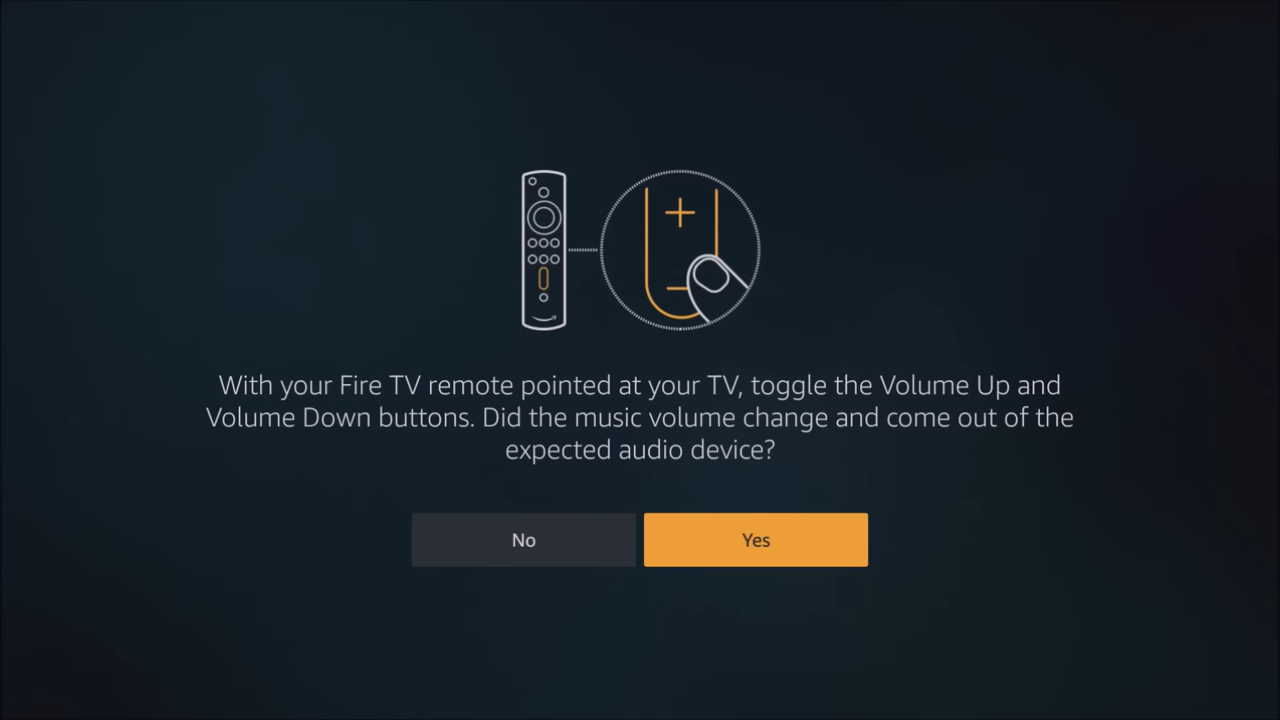 With your Fire TV remote pointed at your TV, toggle the Volume Up and
Volume Down buttons. Did the music volume change and come out of the
expected audio device?
No
Yes